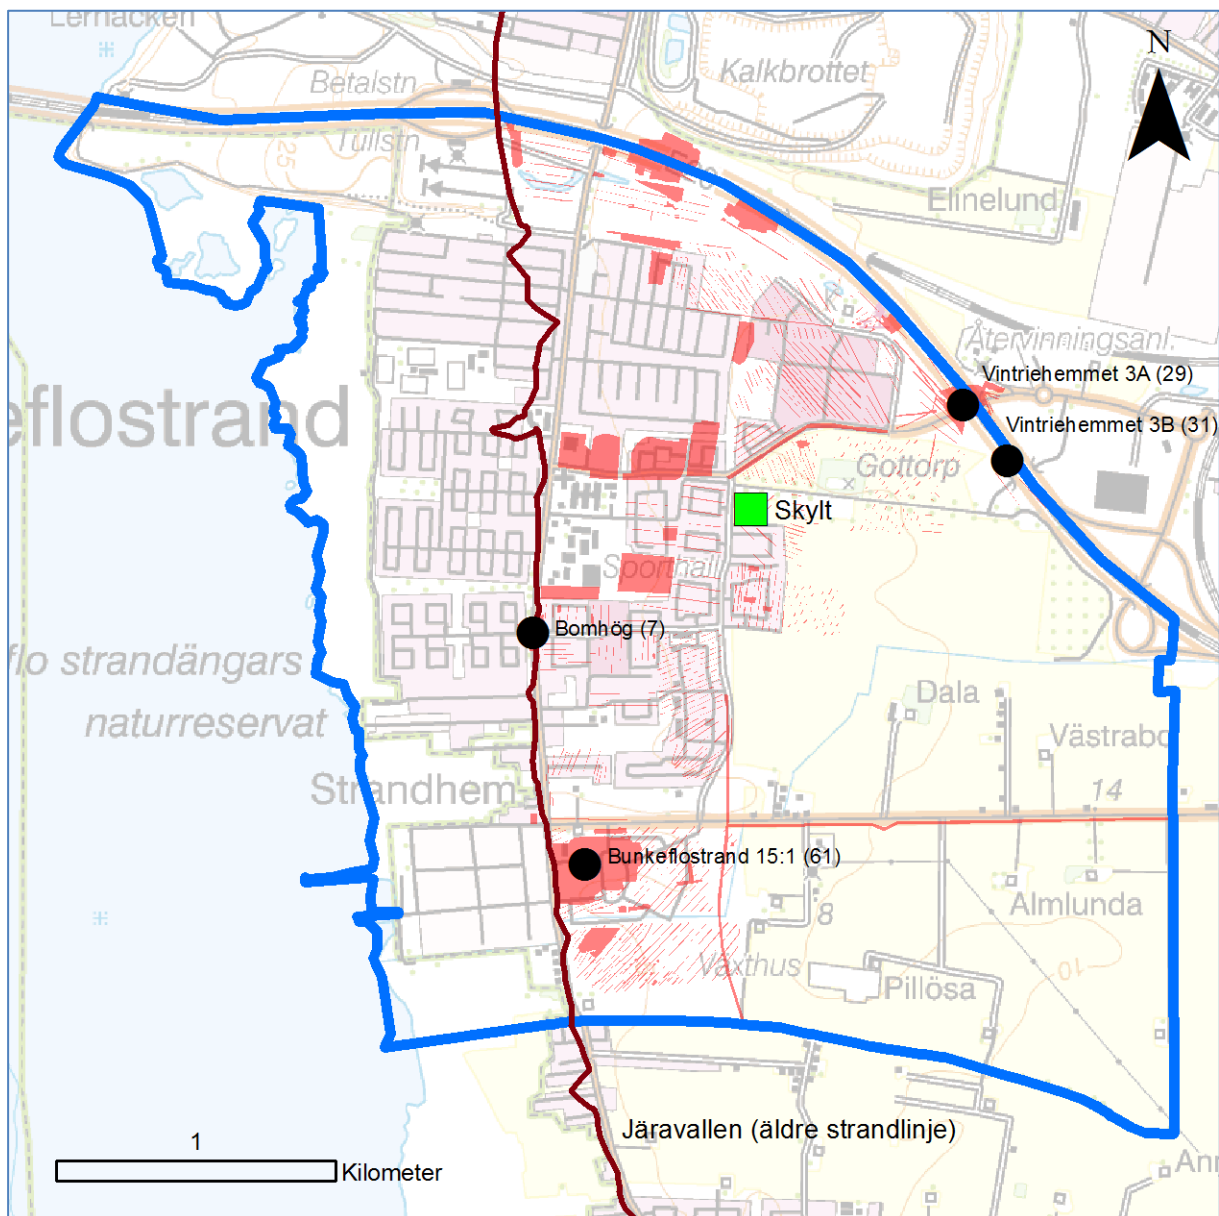 Lernacken
N
Betalstn
Kalkbrottet
Tullstn
25
Elinelund
Återvinningsanl.
Vintriehemmet 3A (29)
eflostrand
Vintriehemmet 3B (31)
Gottorp
Skylt
Sporthall
Bomhög (7)
flo strandängars
naturreservat
Dala
Västrabo
Strandhem
14
Bunkeflostrand 15:1 (61)
Almlunda
8
Växthus
10
Pillösa
Järavallen (äldre strandlinje)
1
Kilometer
Ann